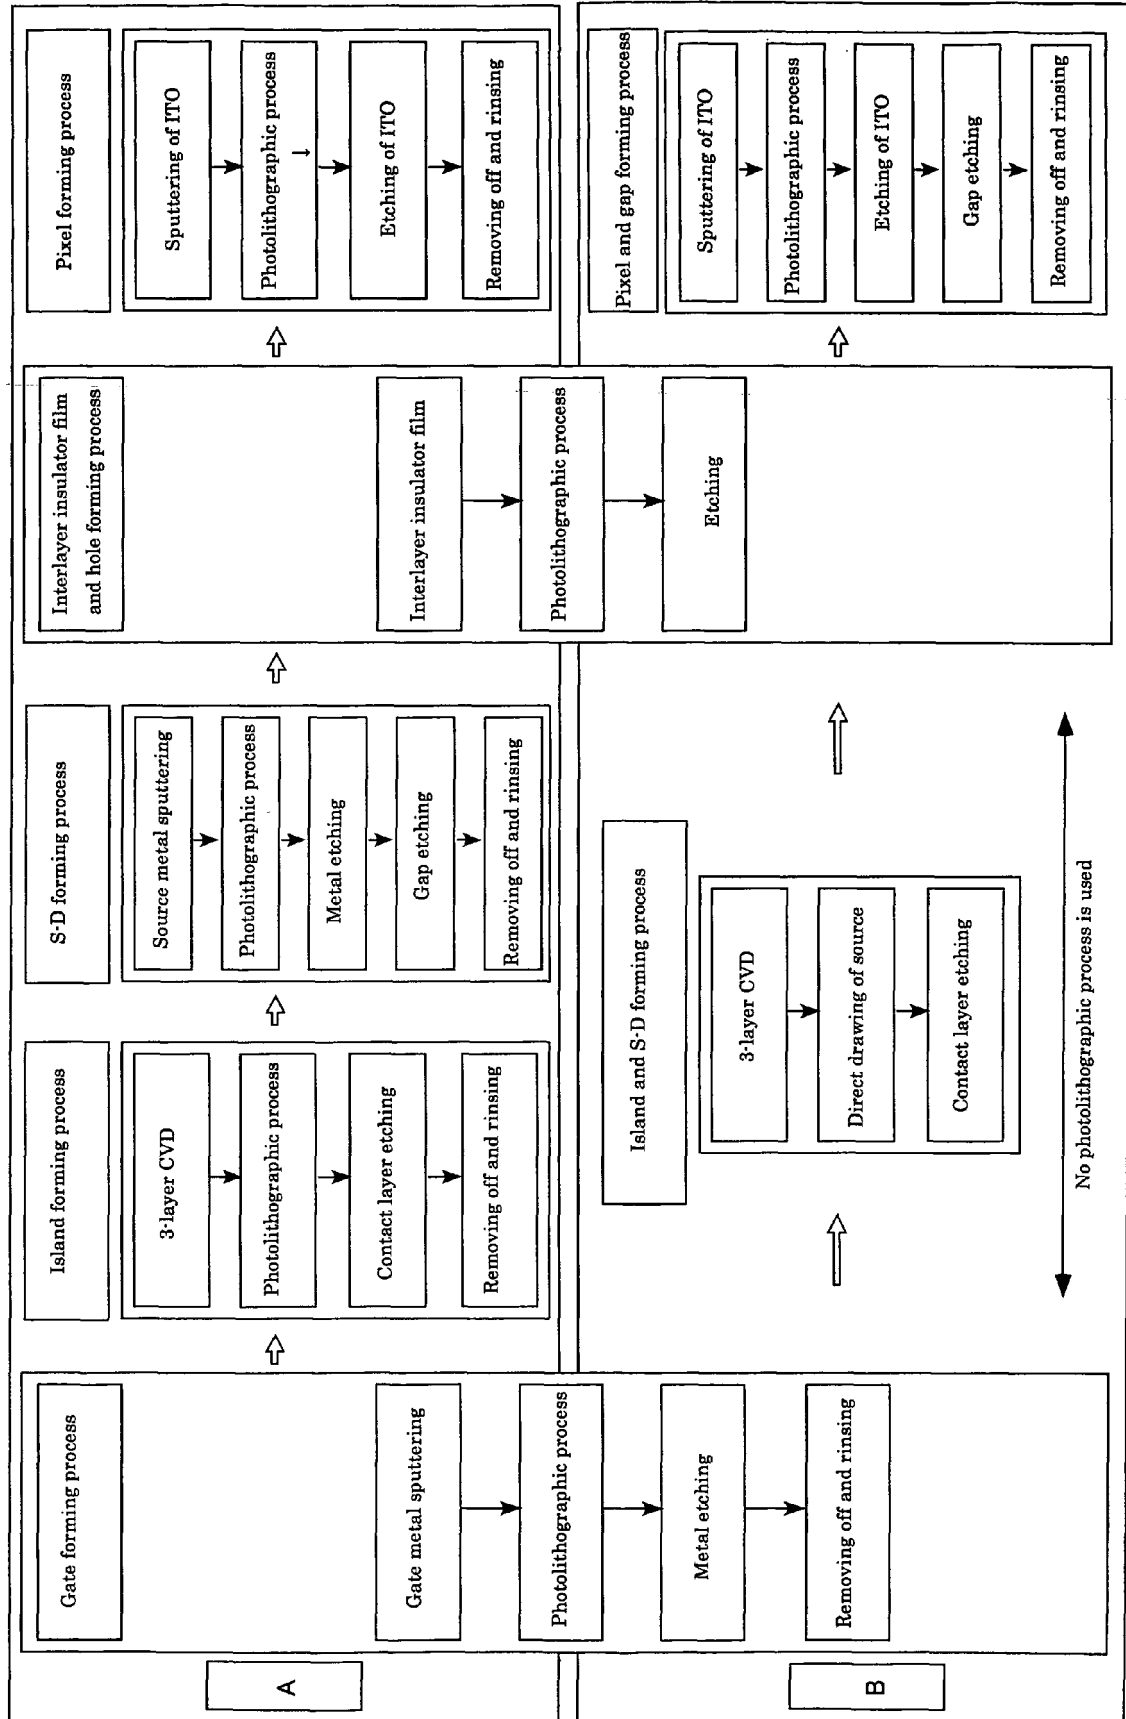 A
Gate forming process
Gate metal sputtering
Photolithographic process
Metal etching
Removing off and rinsing
Island forming process
3-layer CVD
Photolithographic process
Contact layer etching
Removing off and rinsing
S-D forming process
Source metal sputtering
Photolithographic process
Metal etching
Gap etching
Removing off and rinsing
Interlayer insulator film
and hole forming process
Interlayer insulator film
Photolithographic process
Etching
Pixel forming process
Sputtering of ITO
Photolithographic process
Etching of ITO
Removing off and rinsing
B
Island and S-D forming process
3-layer CVD
Direct drawing of source
Contact layer etching
No photolithographic process is used
Pixel and gap forming process
Sputtering of ITO
Photolithographic process
Etching of ITO
Gap etching
Removing off and rinsing